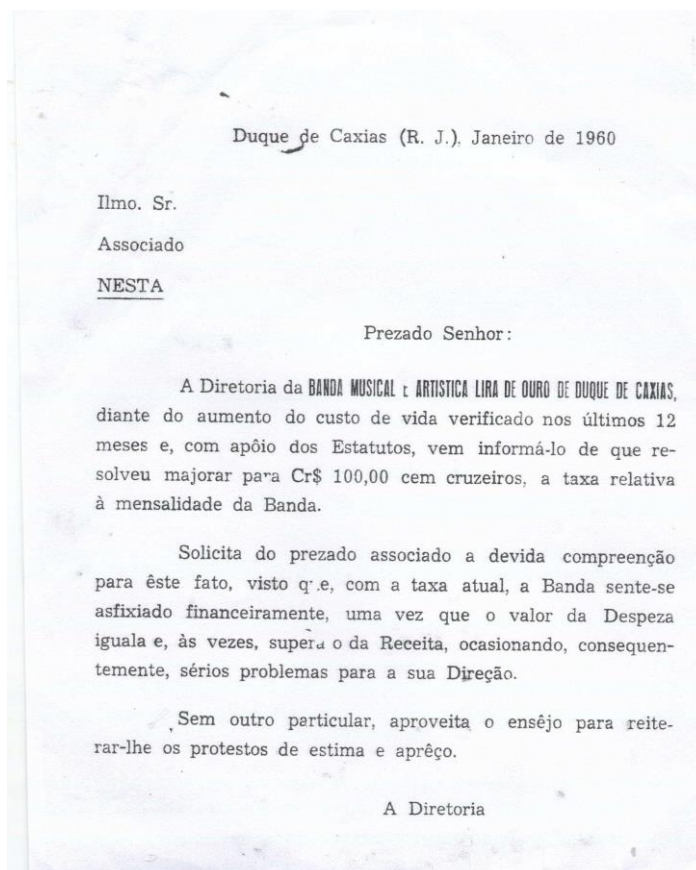 Duque de Caxias (R. J.), Janeiro de 1960
Ilmo. Sr.
Associado
NESTA
Prezado Senhor:
A Diretoria da BANDA MUSICAL E ARTISTICA LIRA DE OURO DE DUQUE DE CAXIAS,
diante do aumento do custo de vida verificado nos últimos 12
meses e, com apôio dos Estatutos, vem informá-lo de que re-
solveu majorar para Cr$ 100,00 cem cruzeiros, a taxa relativa
à mensalidade da Banda.
Solicita do prezado associado a devida compreenção
para êste fato, visto que, com a taxa atual, a Banda sente-se
asfixiado financeiramente, uma vez que o valor da Despeza
iguala e, às vezes, supera o da Receita, ocasionando, consequen-
temente, sérios problemas para a sua Direção.
Sem outro particular, aproveita o ensêjo para reite-
rar-lhe os protestos de estima e aprêço.
A Diretoria